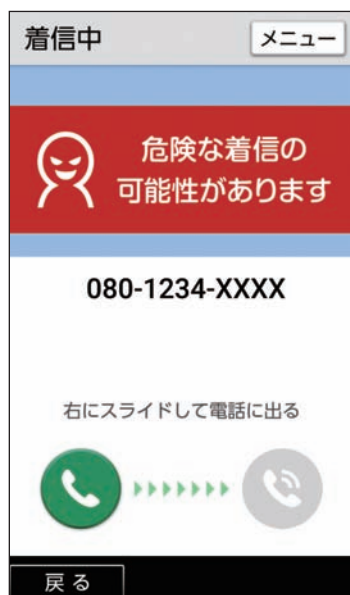 着信中
メニュー
危険な着信の
可能性があります
080-1234-XXXX
右にスライドして電話に出る
戻る